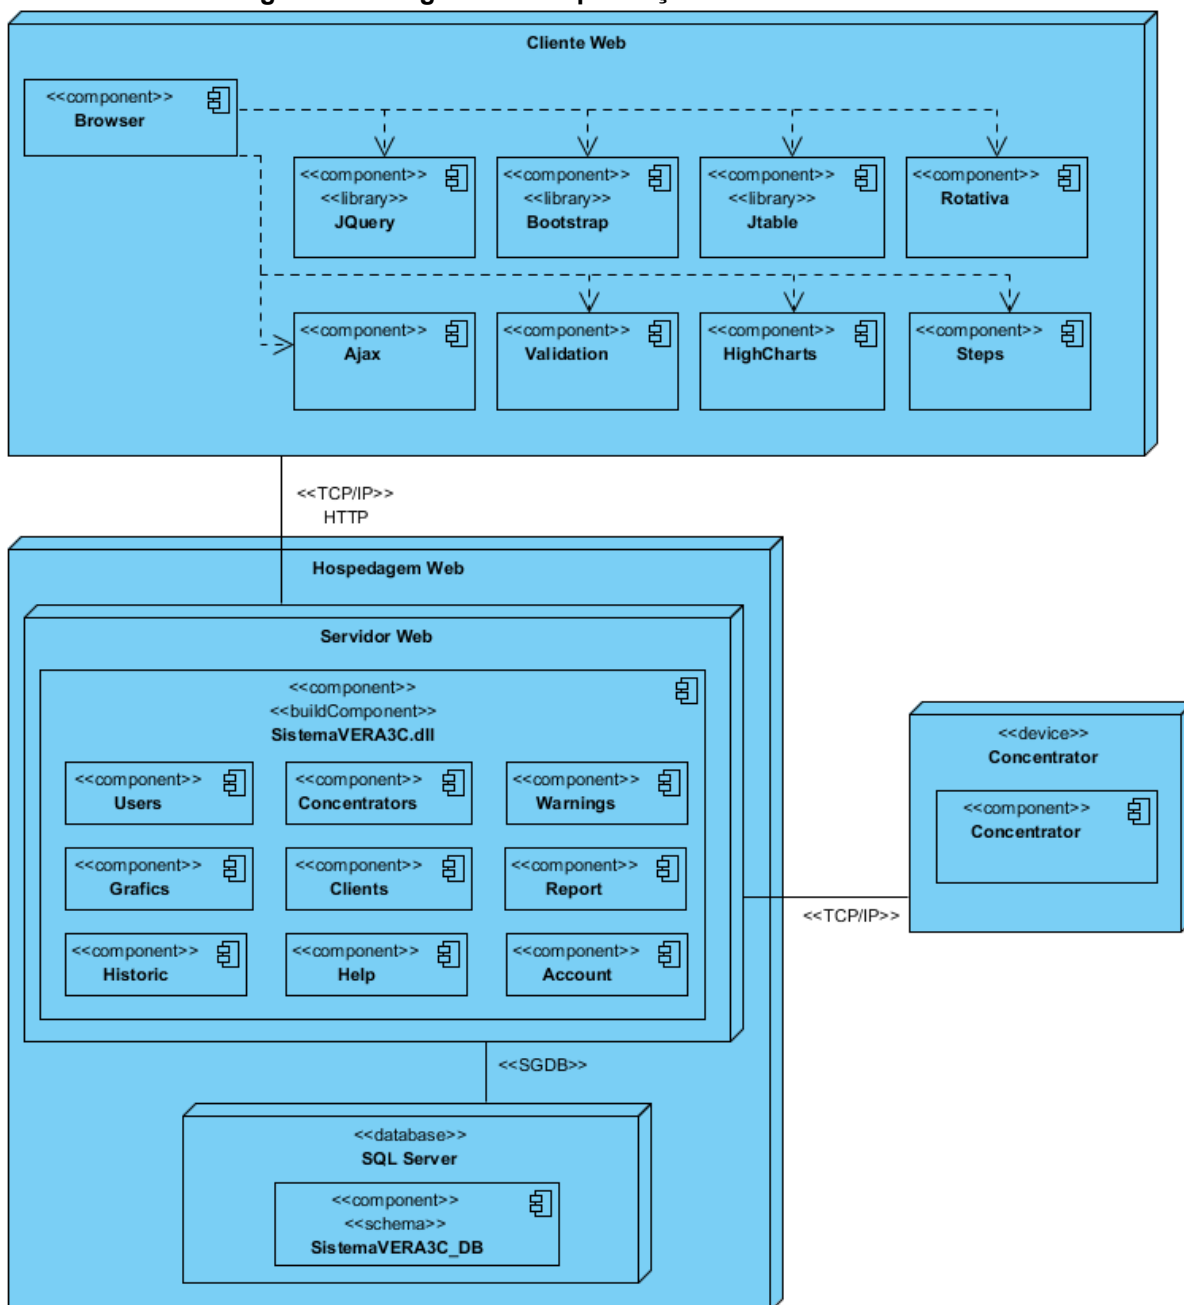 Cliente Web
<<component>>
Browser
<<component>>
<<library>>
JQuery
<<component>>
<<library>>
Bootstrap
<<component>>
<<library>>
Jtable
<<component>>
Rotativa
<<component>>
Ajax
<<component>>
Validation
<<component>>
HighCharts
<<component>>
Steps
<<TCP/IP>>
HTTP
Hospedagem Web
Servidor Web
<<component>>
<<buildComponent>>
SistemaVERA3C.dll
<<component>>
Users
<<component>>
Concentrators
<<component>>
Warnings
<<component>>
Grafics
<<component>>
Clients
<<component>>
Report
<<component>>
Historic
<<component>>
Help
<<component>>
Account
<<device>>
Concentrator
<<component>>
Concentrator
<<TCP/IP>>
<<SGDB>>
<<database>>
SQL Server
<<component>>
<<schema>>
SistemaVERA3C_DB